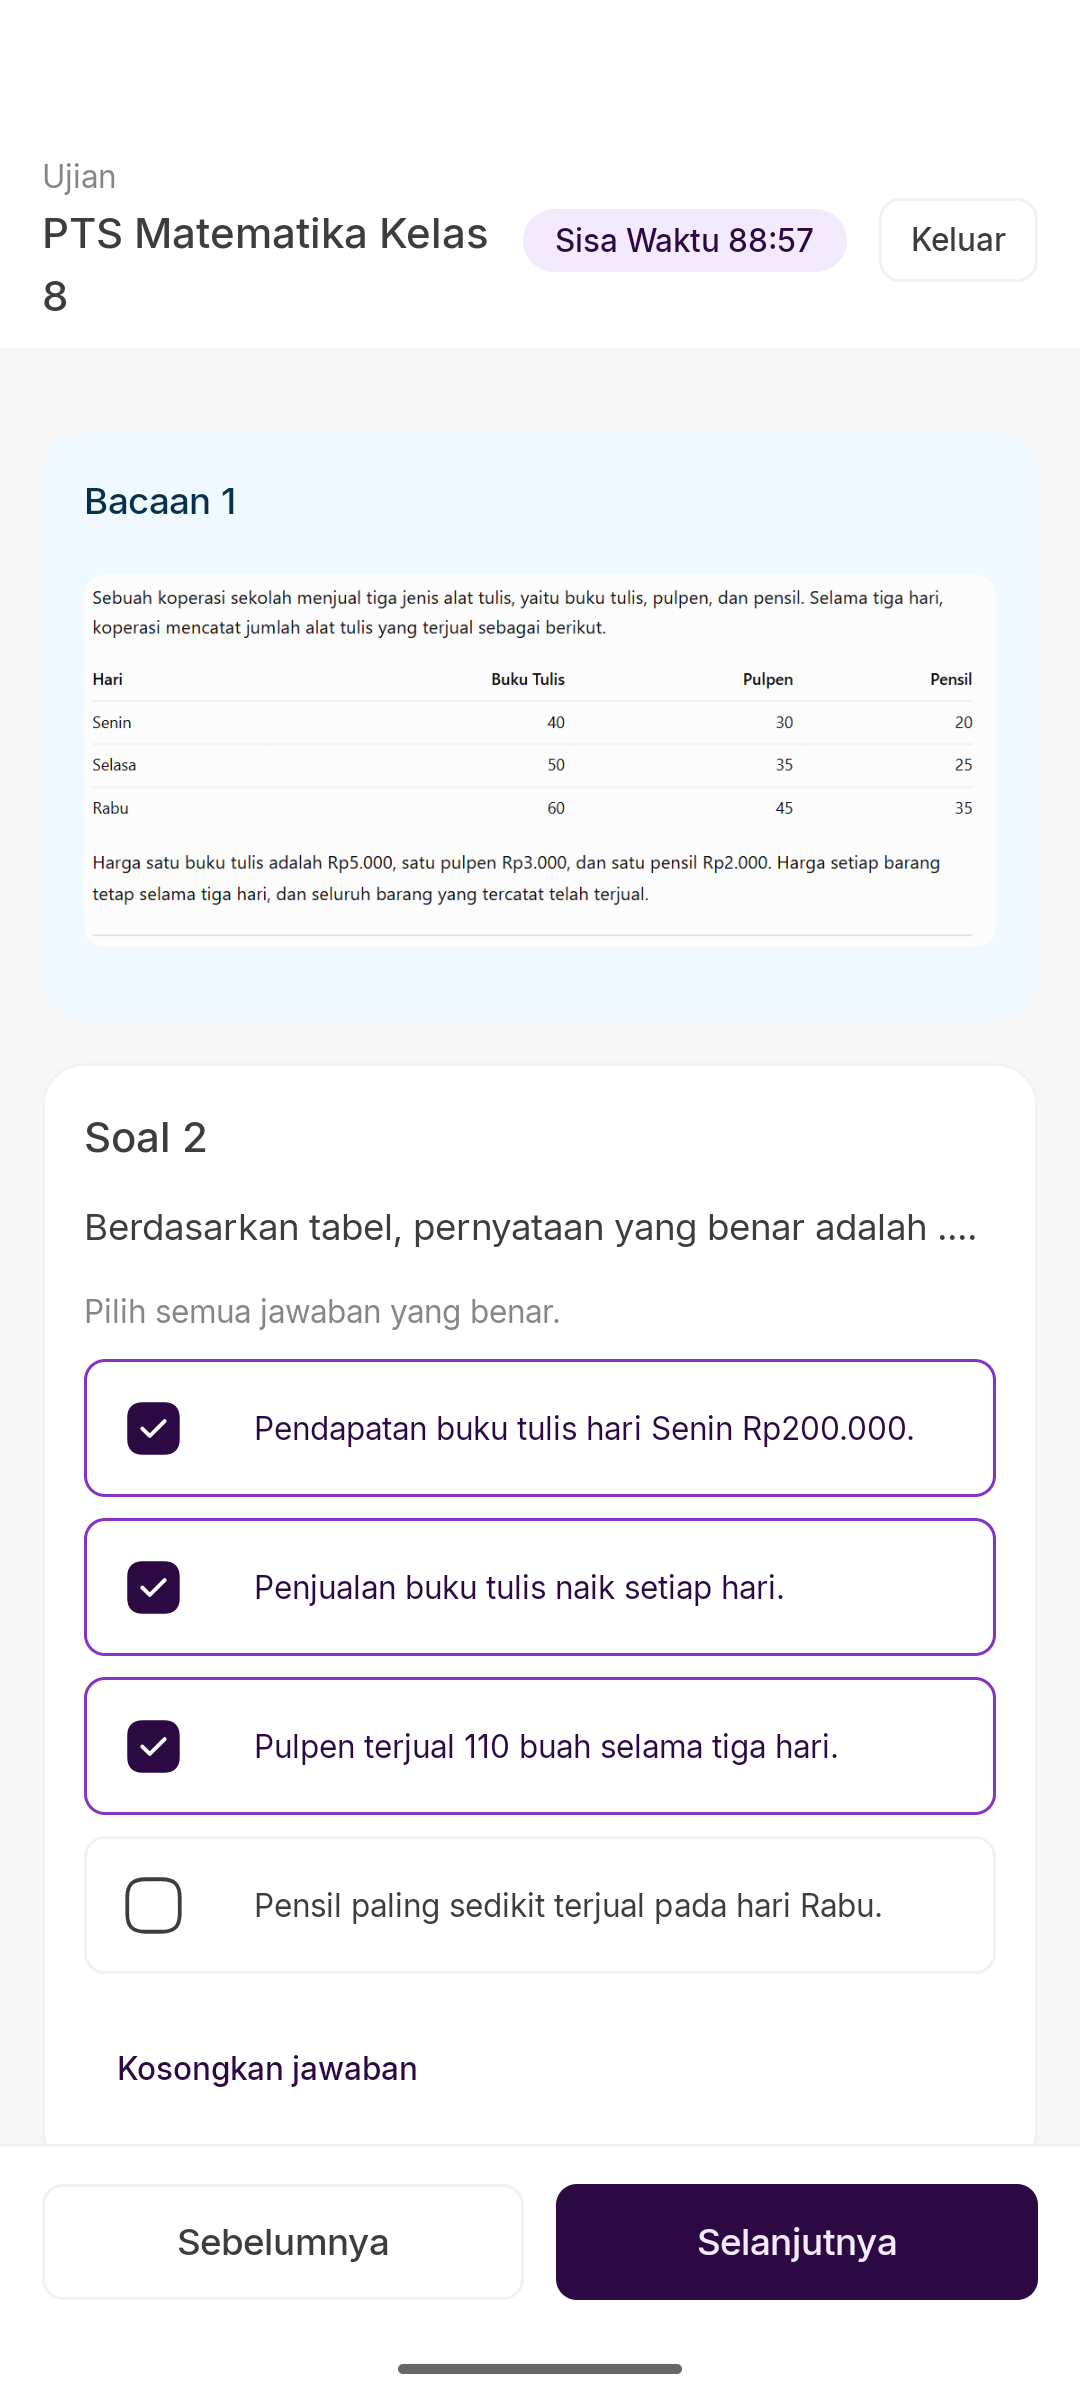 Ujian
PTS Matematika Kelas
8
Sisa Waktu 88:57
Keluar
Bacaan 1
Sebuah koperasi sekolah menjual tiga jenis alat tulis, yaitu buku tulis, pulpen, dan pensil. Selama tiga hari,
koperasi mencatat jumlah alat tulis yang terjual sebagai berikut.
Hari Buku Tulis Pulpen Pensil
Senin 40 30 20
Selasa 50 35 25
Rabu 60 45 35
Harga satu buku tulis adalah Rp5.000, satu pulpen Rp3.000, dan satu pensil Rp2.000. Harga setiap barang
tetap selama tiga hari, dan seluruh barang yang tercatat telah terjual.
Soal 2
Berdasarkan tabel, pernyataan yang benar adalah ....
Pilih semua jawaban yang benar.
Pendapatan buku tulis hari Senin Rp200.000.
Penjualan buku tulis naik setiap hari.
Pulpen terjual 110 buah selama tiga hari.
Pensil paling sedikit terjual pada hari Rabu.
Kosongkan jawaban
Sebelumnya
Selanjutnya